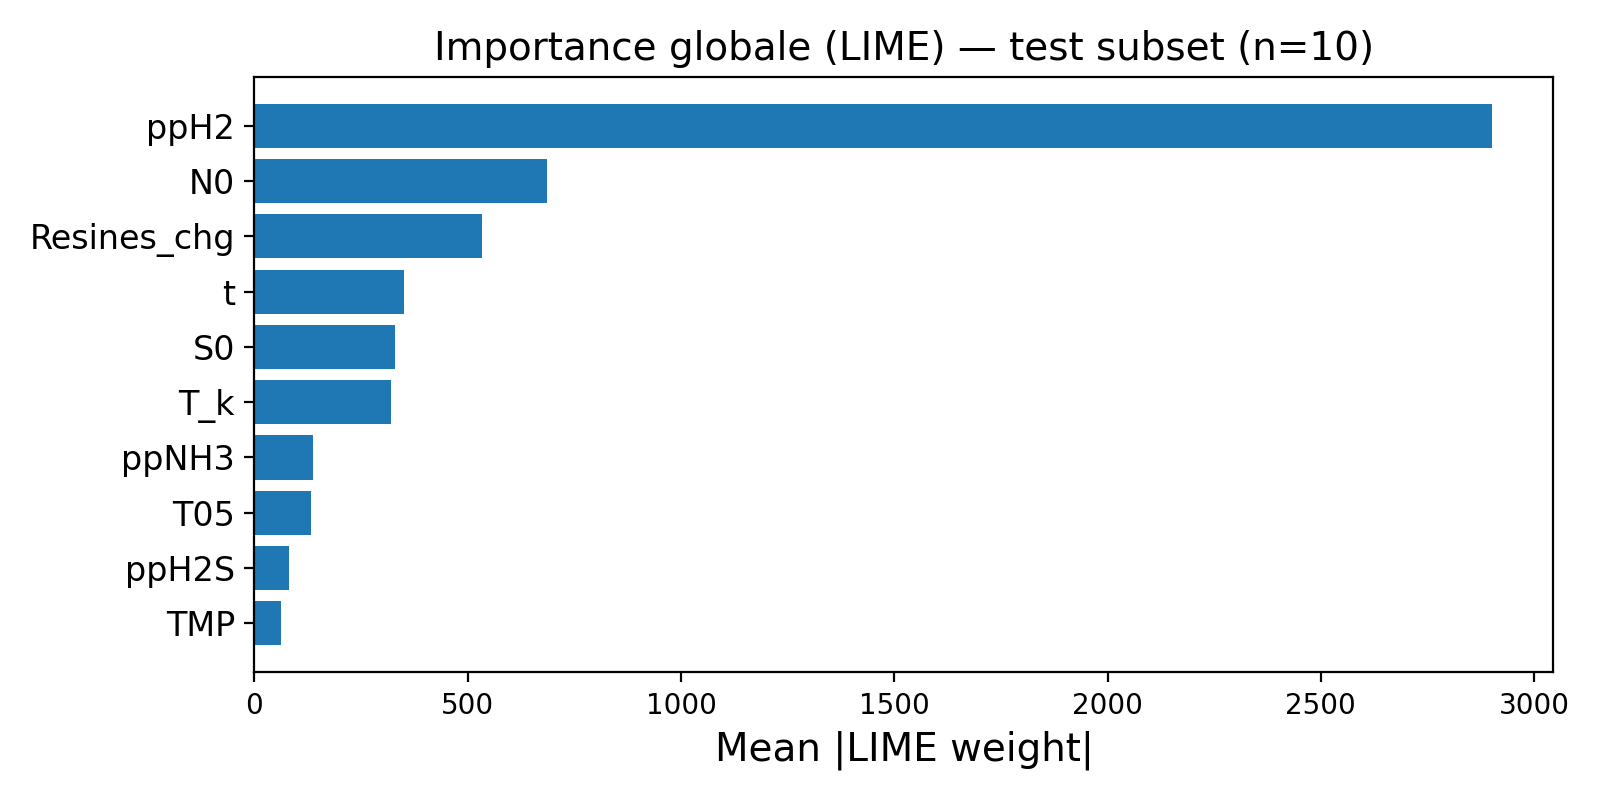 Importance globale (LIME) — test subset (n=10)
ppH2
N0
Resines_chg
t
S0
T_k
ppNH3
T05
ppH2S
TMP
0 500 1000 1500 2000 2500 3000
Mean |LIME weight|